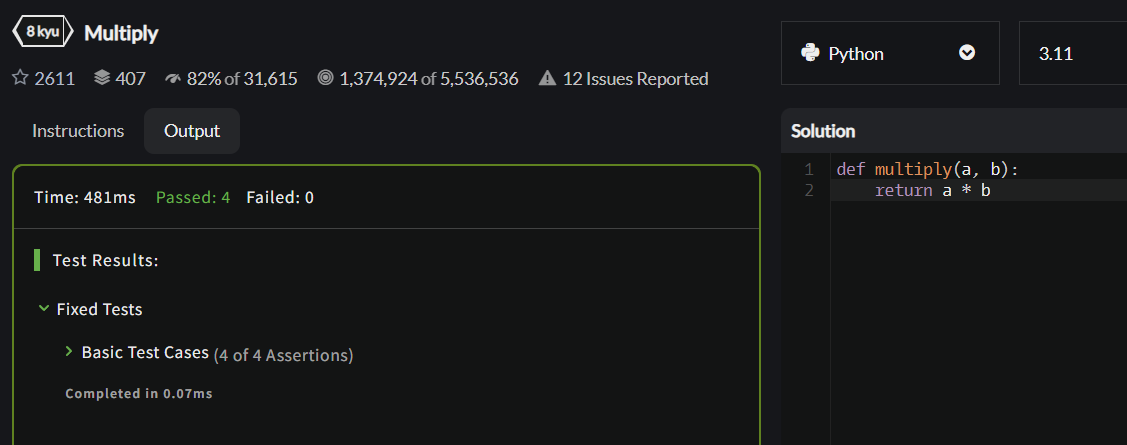 8 kyu Multiply
2611 407 82% of 31,615 1,374,924 of 5,536,536 12 Issues Reported
Instructions Output
Time: 481ms Passed: 4 Failed: 0
Test Results:
Fixed Tests
Basic Test Cases (4 of 4 Assertions)
Completed in 0.07ms
Python 3.11
Solution
1 def multiply(a, b):
2     return a * b